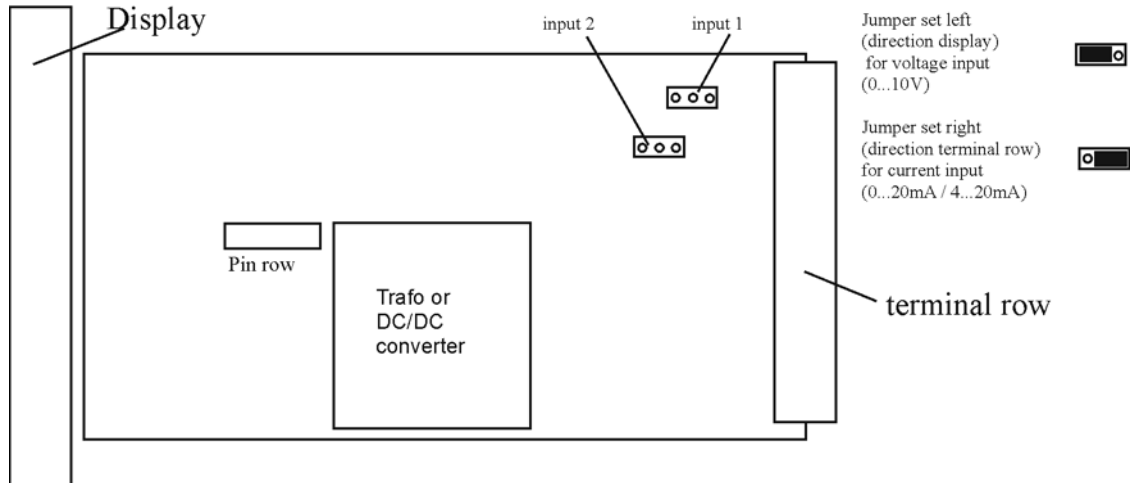 Display
input 2
input 1
Jumper set left
(direction display)
for voltage input
(0...10V)
Jumper set right
(direction terminal row)
for current input
(0...20mA / 4...20mA)
Pin row
Trafo or
DC/DC
converter
terminal row